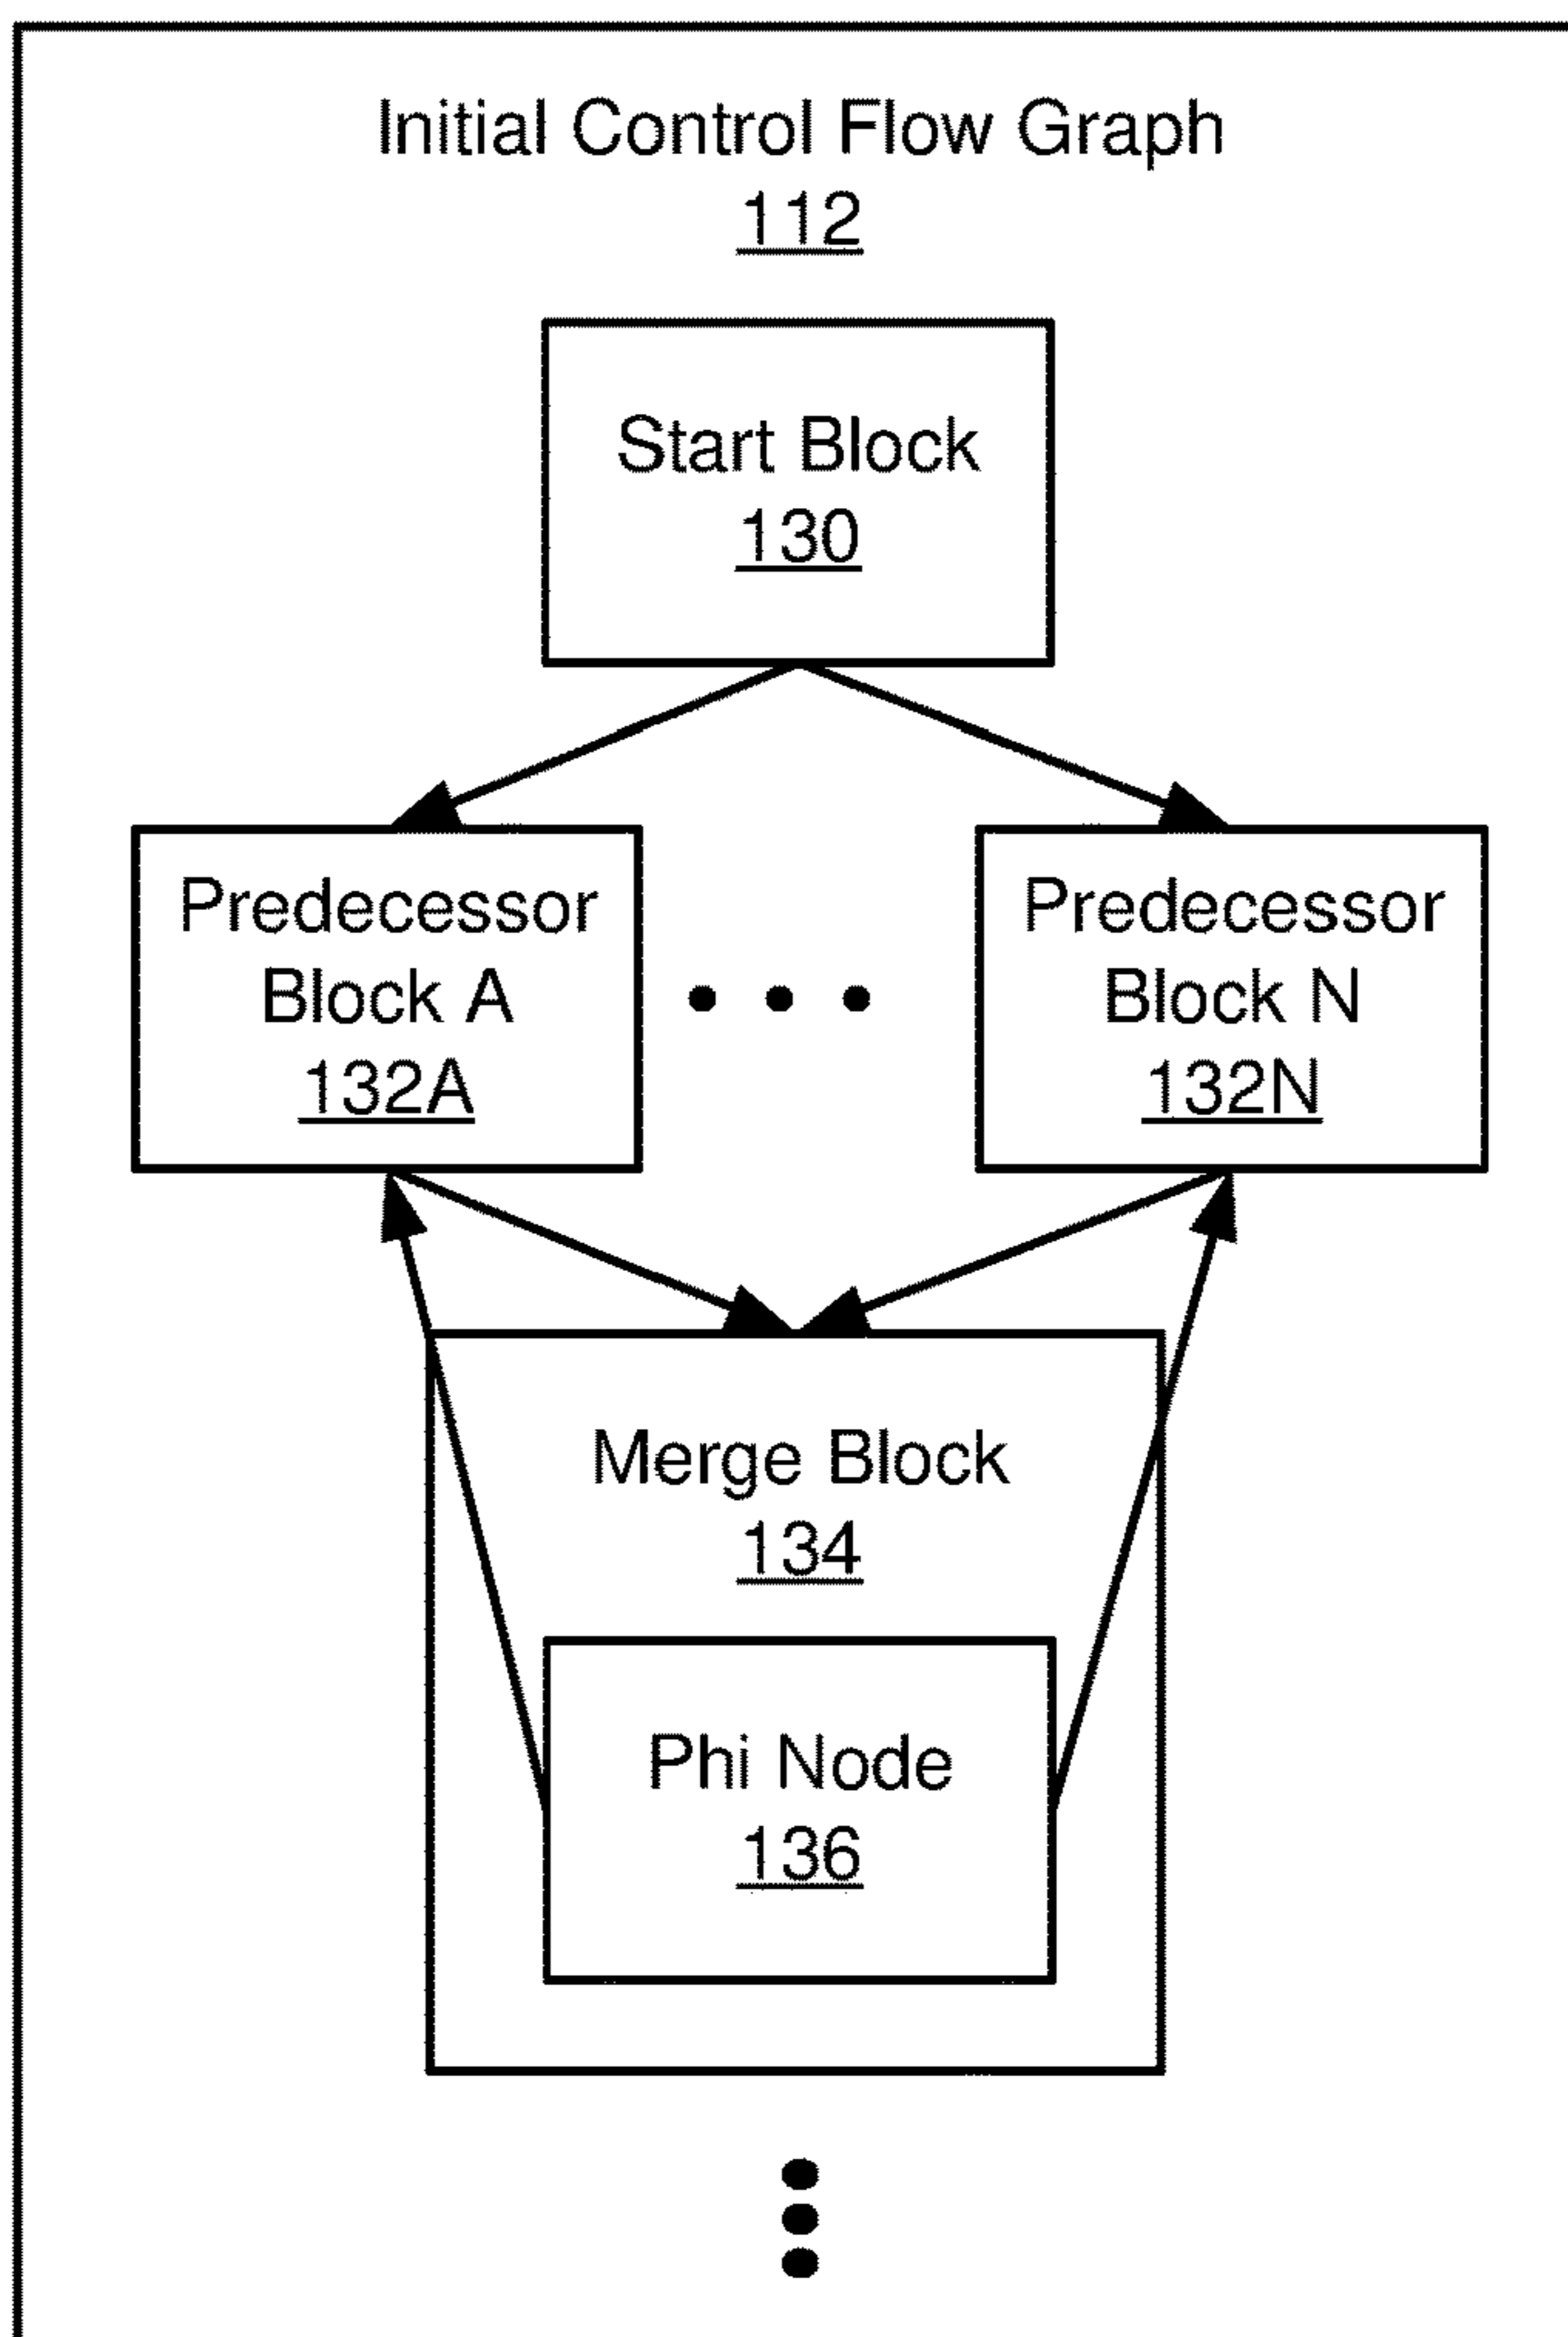 Initial Control Flow Graph
112
Start Block
130
Predecessor
Block A
132A
Predecessor
Block N
132N
Merge Block
134
Phi Node
136